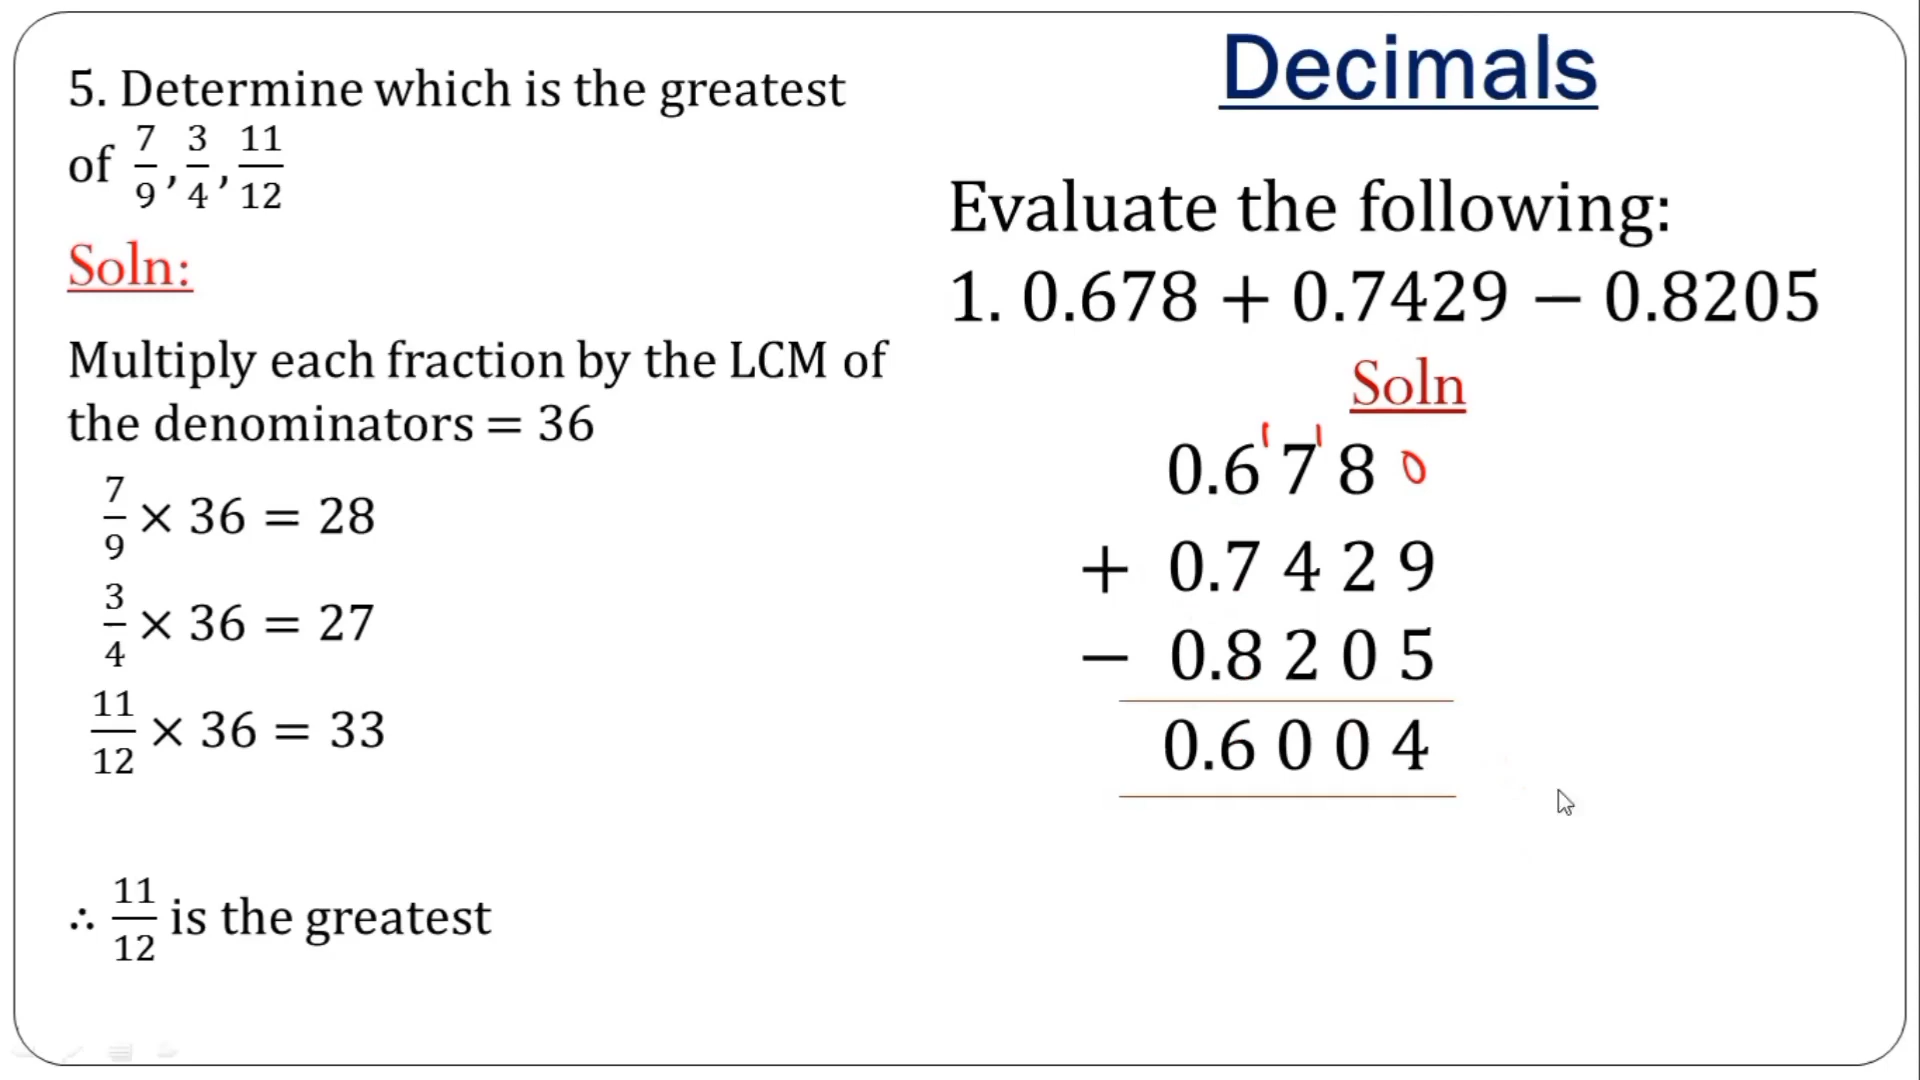 5. Determine which is the greatest
of 7/9, 3/4, 11/12
Soln:
Multiply each fraction by the LCM of
the denominators = 36
7/9 × 36 = 28
3/4 × 36 = 27
11/12 × 36 = 33
∴ 11/12 is the greatest
Decimals
Evaluate the following:
1. 0.678 + 0.7429 − 0.8205
Soln
1 1
0.6 7 8 0
+ 0.7 4 2 9
− 0.8 2 0 5
0.6 0 0 4